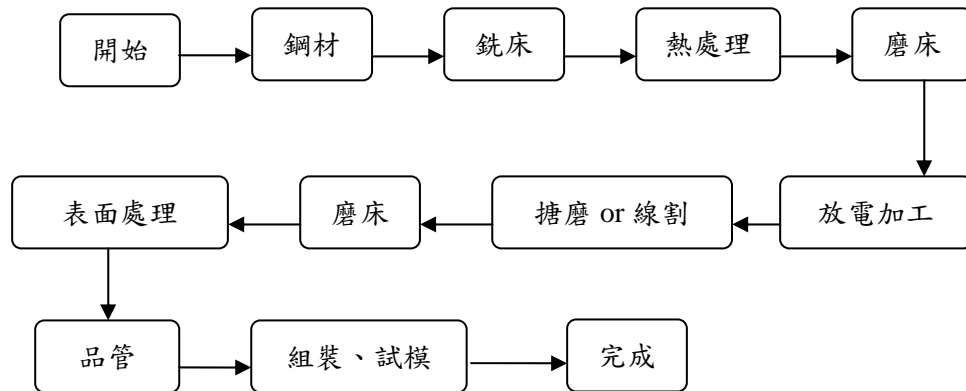 開始
鋼材
銑床
熱處理
磨床
放電加工
搪磨 or 線割
磨床
表面處理
品管
組裝、試模
完成